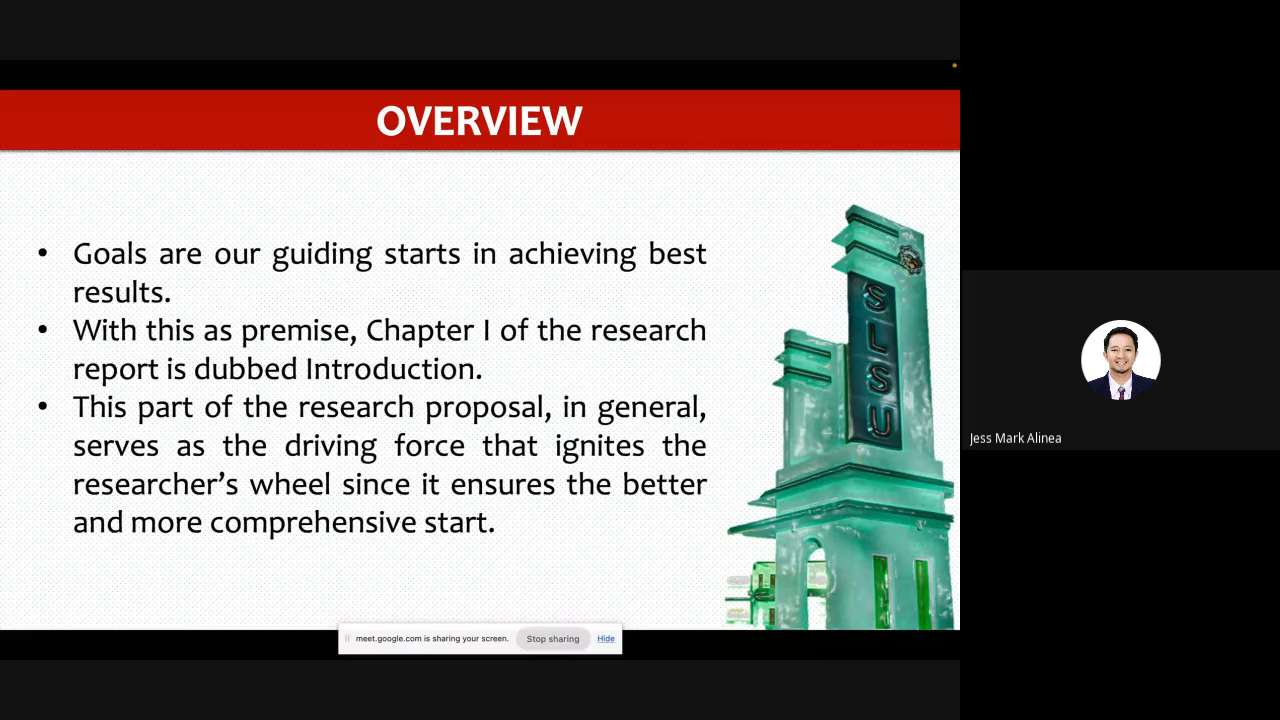 OVERVIEW
• Goals are our guiding starts in achieving best
results.
• With this as premise, Chapter I of the research
report is dubbed Introduction.
• This part of the research proposal, in general,
serves as the driving force that ignites the
researcher’s wheel since it ensures the better
and more comprehensive start.
SLSU
meet.google.com is sharing your screen. Stop sharing Hide
Jess Mark Alinea